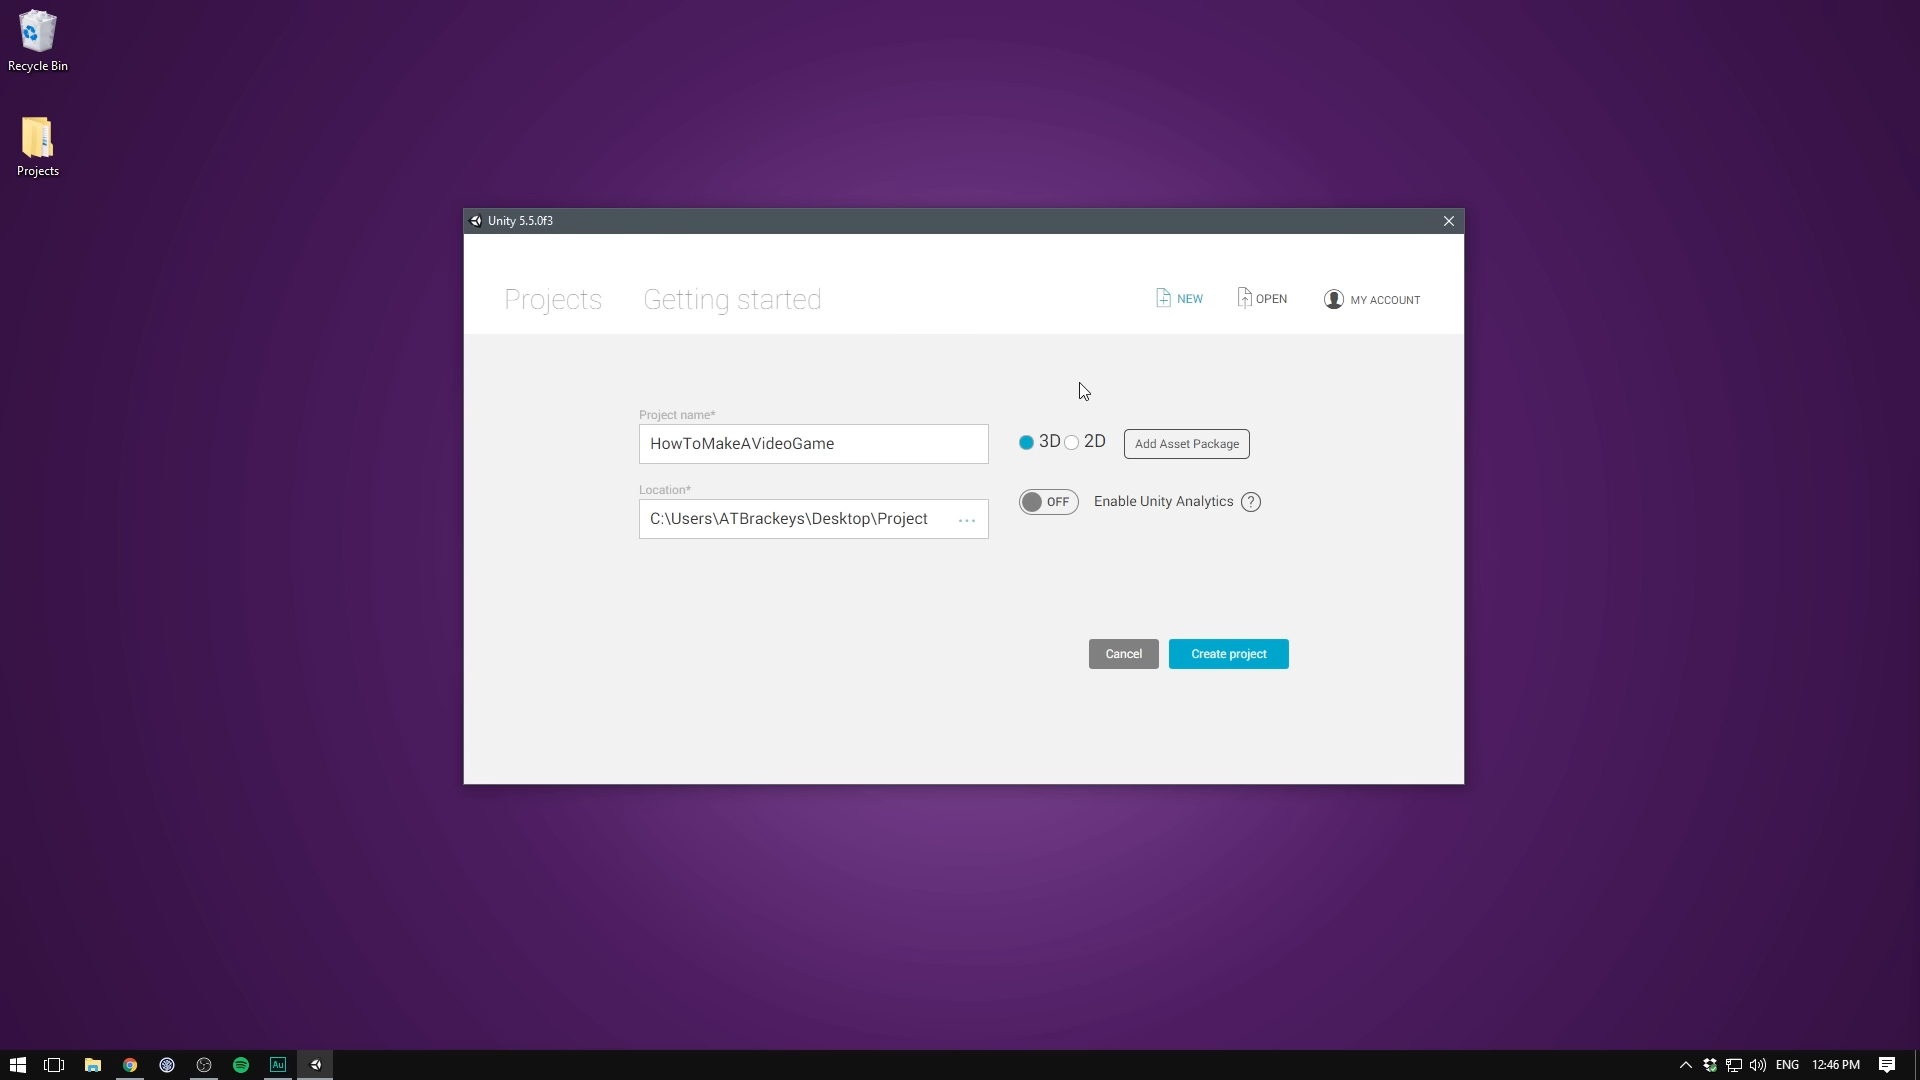 Recycle Bin
Projects
Unity 5.5.0f3
Projects Getting started NEW OPEN MY ACCOUNT
Project name*
HowToMakeAVideoGame
3D 2D Add Asset Package
Location*
C:\Users\ATBrackeys\Desktop\Project ...
OFF Enable Unity Analytics ?
Cancel Create project
Au
ENG 12:46 PM